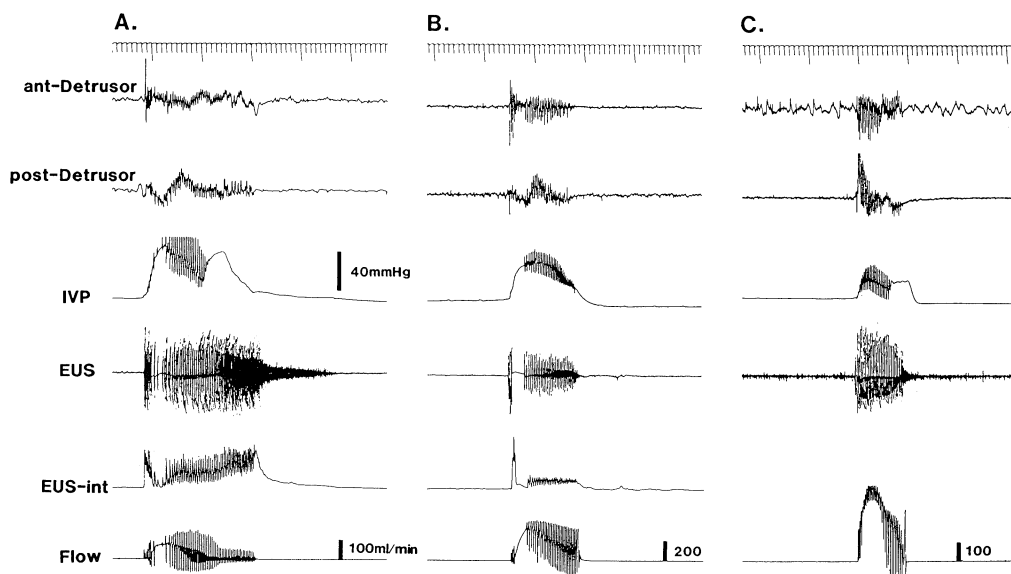 A. B. C.
ant-Detrusor
post-Detrusor
40mmHg
IVP
EUS
EUS-int
Flow 100ml/min 200 100